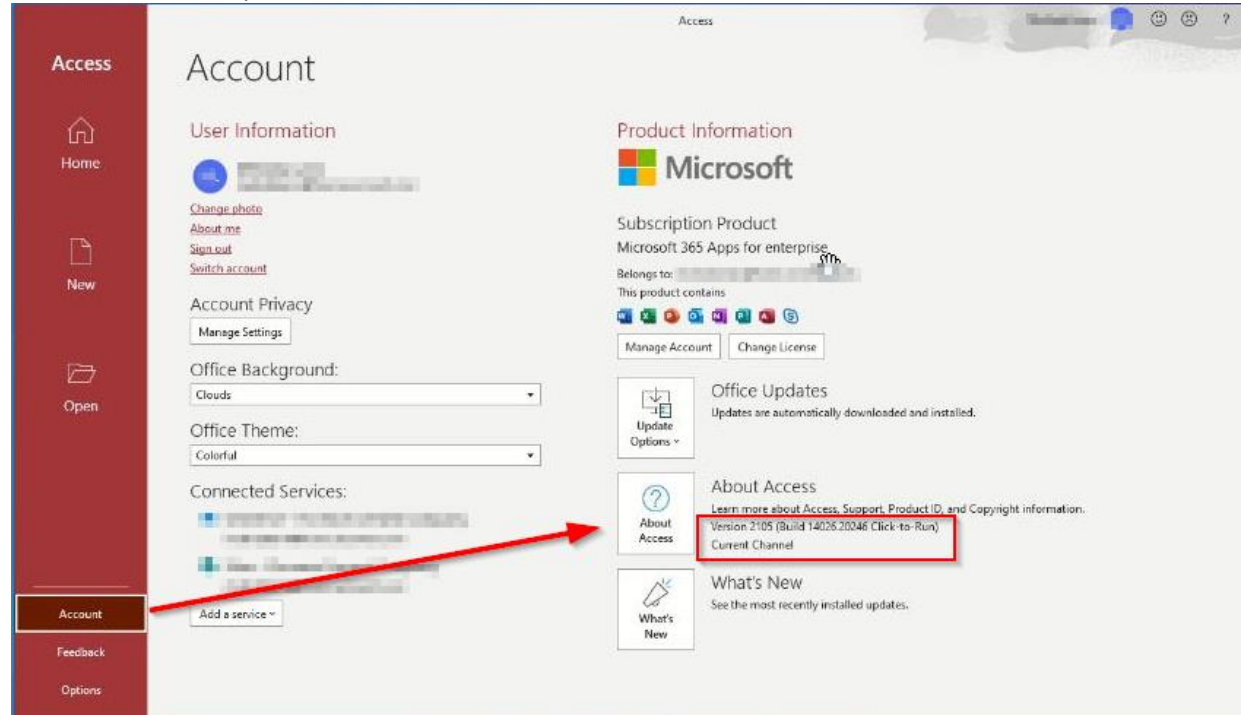 Access
?
Access
Account
Home
New
Open
Account
Feedback
Options
User Information
Change photo
About me
Sign out
Switch account
Account Privacy
Manage Settings
Office Background:
Clouds
Office Theme:
Colorful
Connected Services:
Add a service
Product Information
Microsoft
Subscription Product
Microsoft 365 Apps for enterprise
Belongs to:
This product contains
Manage Account
Change License
Update
Options
Office Updates
Updates are automatically downloaded and installed.
About
Access
About Access
Learn more about Access, Support, Product ID, and Copyright information.
Version 2105 (Build 14026.20246 Click-to-Run)
Current Channel
What's
New
What's New
See the most recently installed updates.